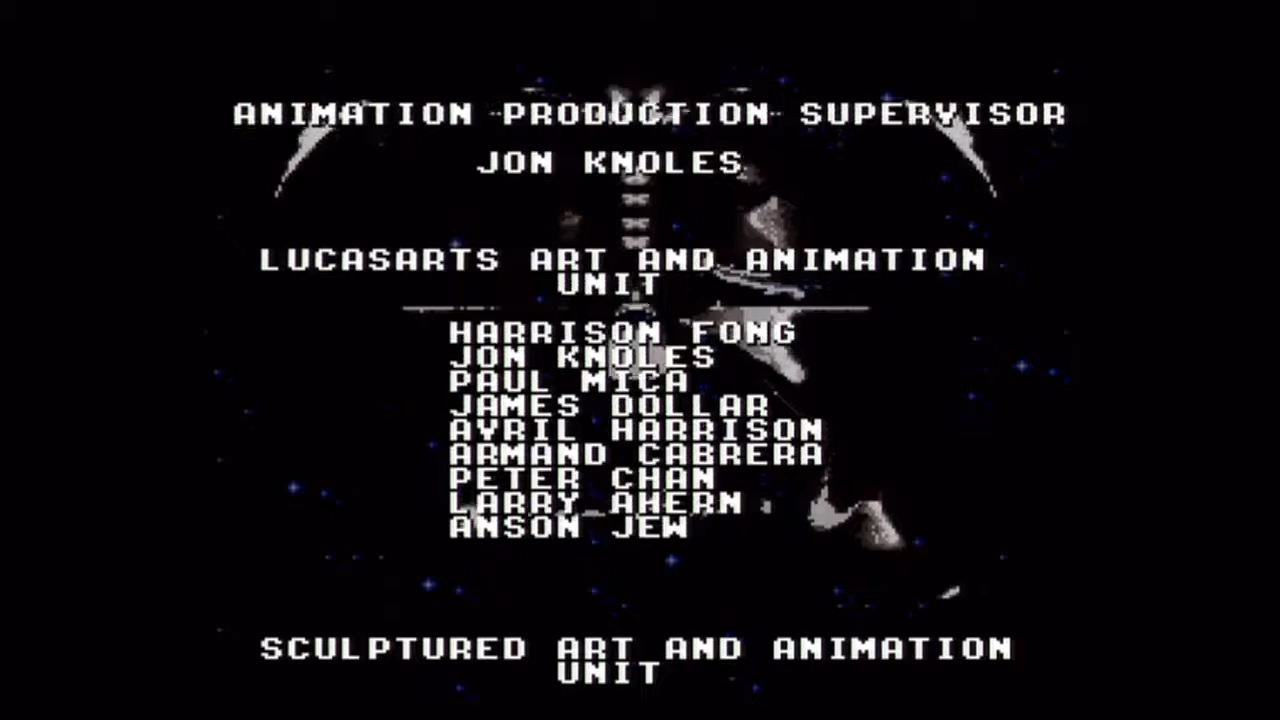 ANIMATION PRODUCTION SUPERVISOR
JON KNOLES
LUCASARTS ART AND ANIMATION
UNIT
HARRISON FONG
JON KNOLES
PAUL MICA
JAMES DOLLAR
AVRIL HARRISON
ARMAND CABRERA
PETER CHAN
LARRY AHERN
ANSON JEW
SCULPTURED ART AND ANIMATION
UNIT